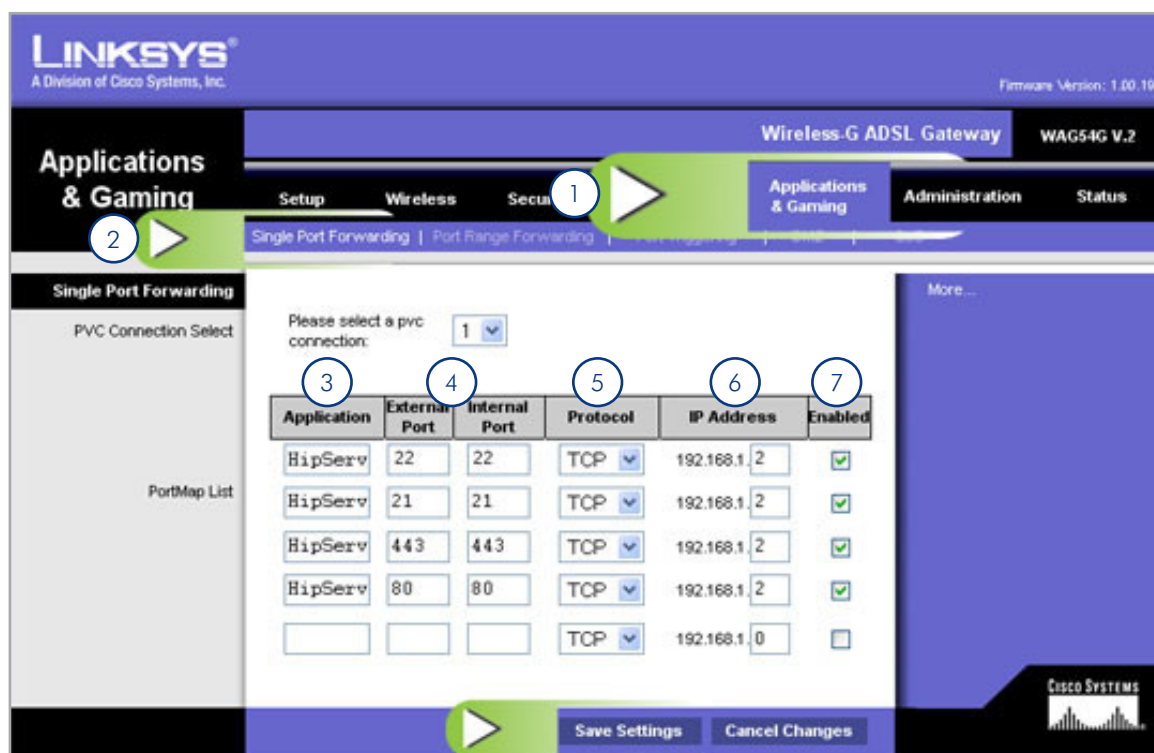 LINKSYS®
A Division of Cisco Systems, Inc.
Firmware Version: 1.00.19
Wireless-G ADSL Gateway WAG54G V.2
Applications & Gaming
Setup Wireless 1 Applications & Gaming Administration Status
2 Single Port Forwarding | Port Range Forwarding |
Single Port Forwarding
More...
PVC Connection Select
Please select a pvc connection: 1
3 4 5 6 7
Application External Port Internal Port Protocol IP Address Enabled
HipServ 22 22 TCP 192.168.1. 2
PortMap List
HipServ 21 21 TCP 192.168.1. 2
HipServ 443 443 TCP 192.168.1. 2
HipServ 80 80 TCP 192.168.1. 2
TCP 192.168.1. 0
Save Settings Cancel Changes
CISCO SYSTEMS